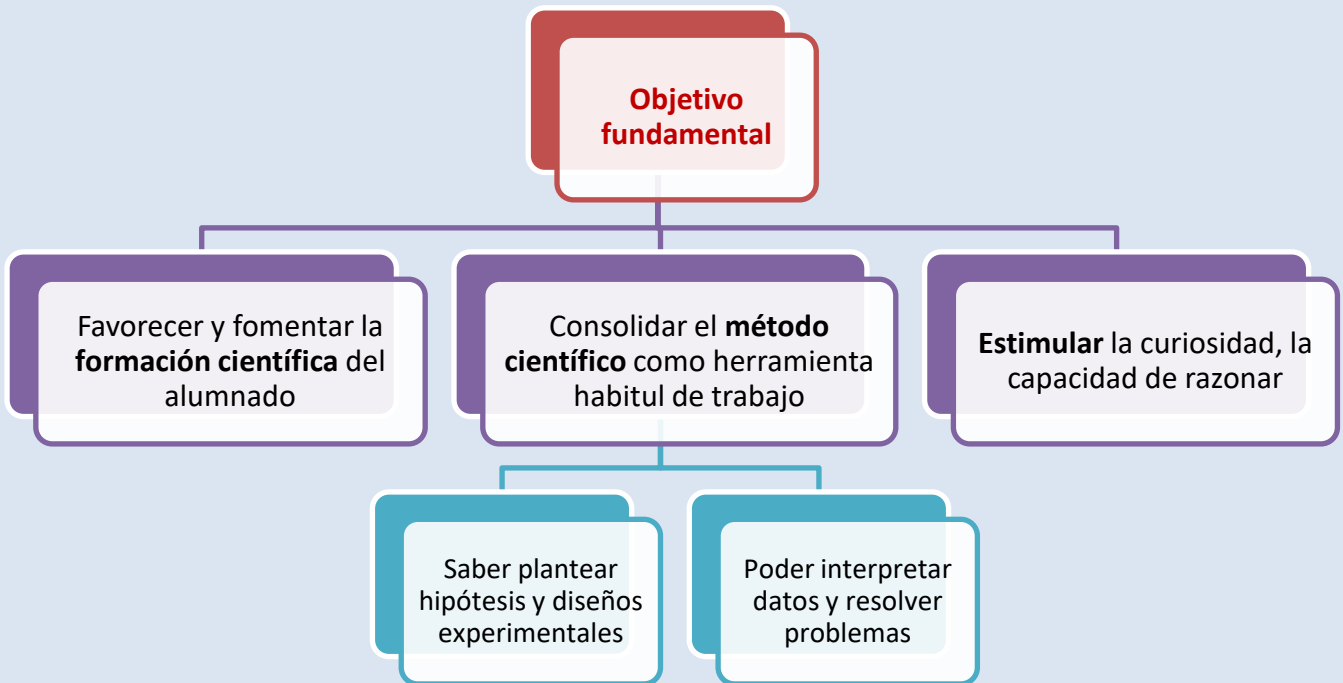 Objetivo
fundamental
Favorecer y fomentar la
formación científica del
alumnado
Consolidar el método
científico como herramienta
habitul de trabajo
Estimular la curiosidad, la
capacidad de razonar
Saber plantear
hipótesis y diseños
experimentales
Poder interpretar
datos y resolver
problemas